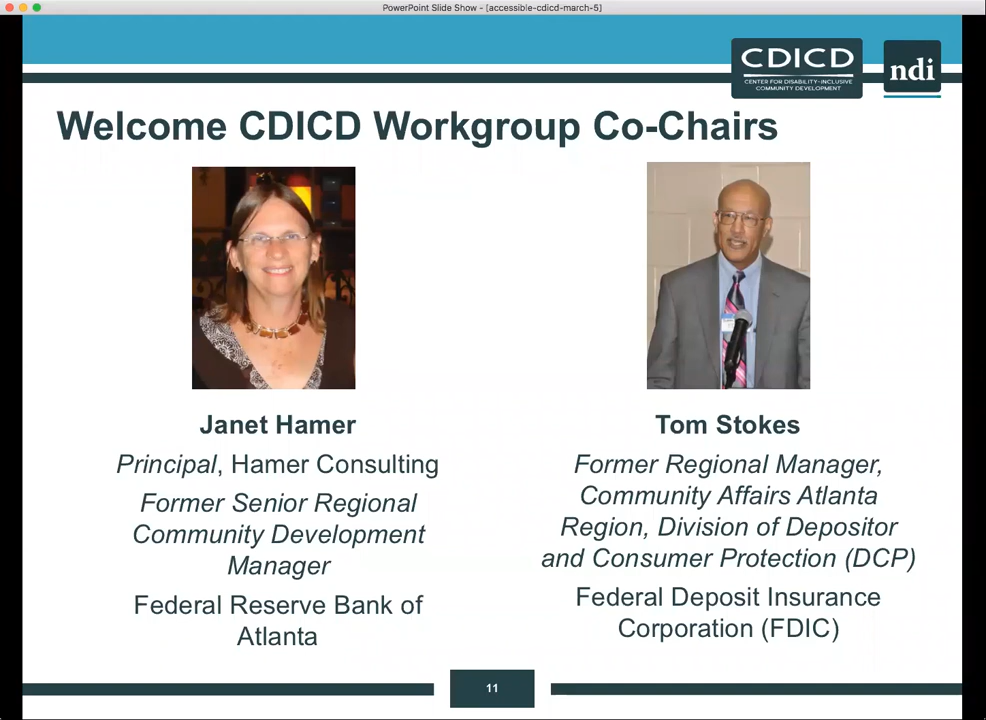 PowerPoint Slide Show - [accessible-cdicd-march-5]
CDICD
CENTER FOR DISABILITY-INCLUSIVE
COMMUNITY DEVELOPMENT
ndi
Welcome CDICD Workgroup Co-Chairs
Janet Hamer
Principal, Hamer Consulting
Former Senior Regional
Community Development
Manager
Federal Reserve Bank of
Atlanta
Tom Stokes
Former Regional Manager,
Community Affairs Atlanta
Region, Division of Depositor
and Consumer Protection (DCP)
Federal Deposit Insurance
Corporation (FDIC)
11